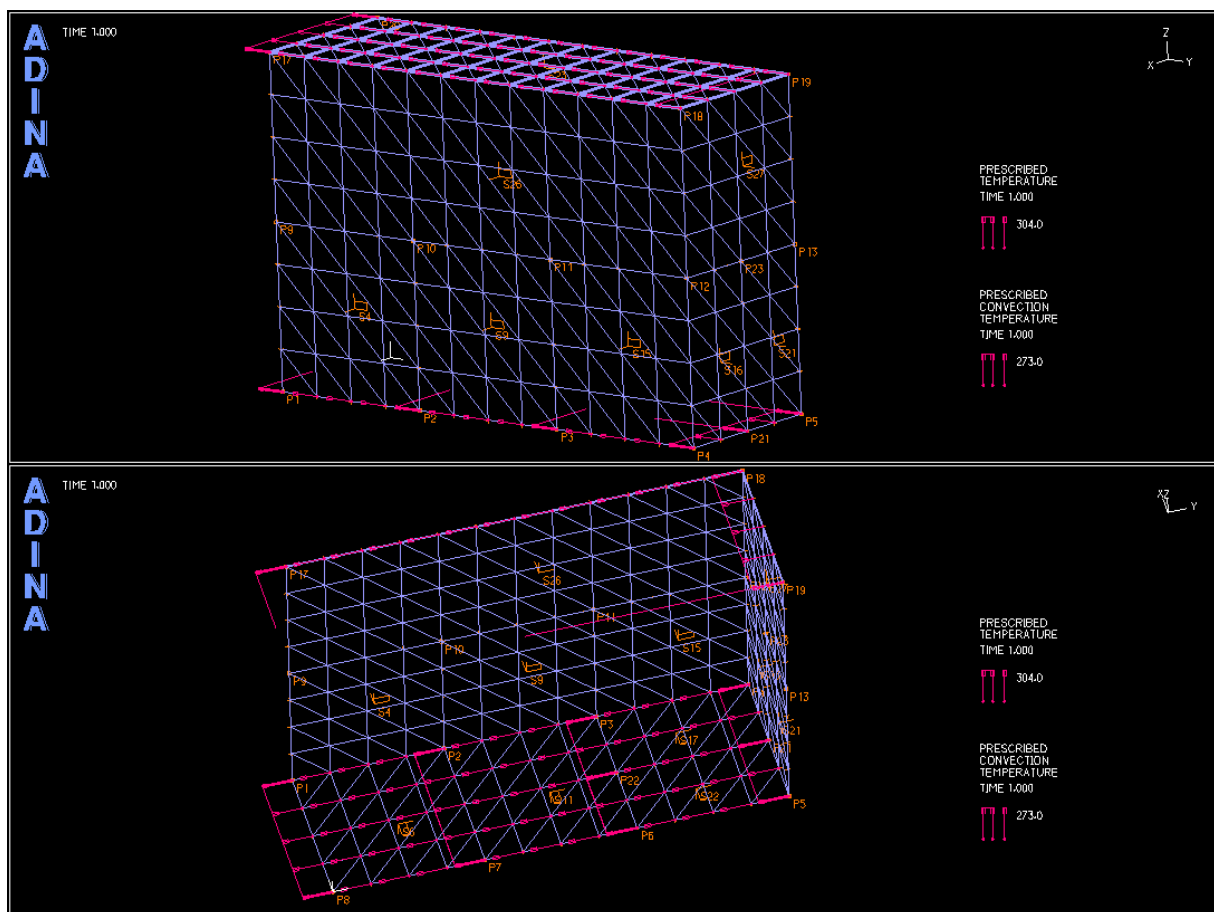 ADINA
TIME 1.000
Z
X Y
P17
P19
P18
S26
S27
P9
P10
P11
P12
P23
P13
S4
S9
S15
S16
S21
P1
P2
P3
P4
P21
P5
PRESCRIBED
TEMPERATURE
TIME 1.000
304.0
PRESCRIBED
CONVECTION
TEMPERATURE
TIME 1.000
273.0
ADINA
TIME 1.000
Y
P18
P17
S26
P19
P11
P10
S15
S9
P9
P13
S4
S21
P3
P2
S17
P22
P1
S11
S22
P5
S6
P6
P7
P8
PRESCRIBED
TEMPERATURE
TIME 1.000
304.0
PRESCRIBED
CONVECTION
TEMPERATURE
TIME 1.000
273.0